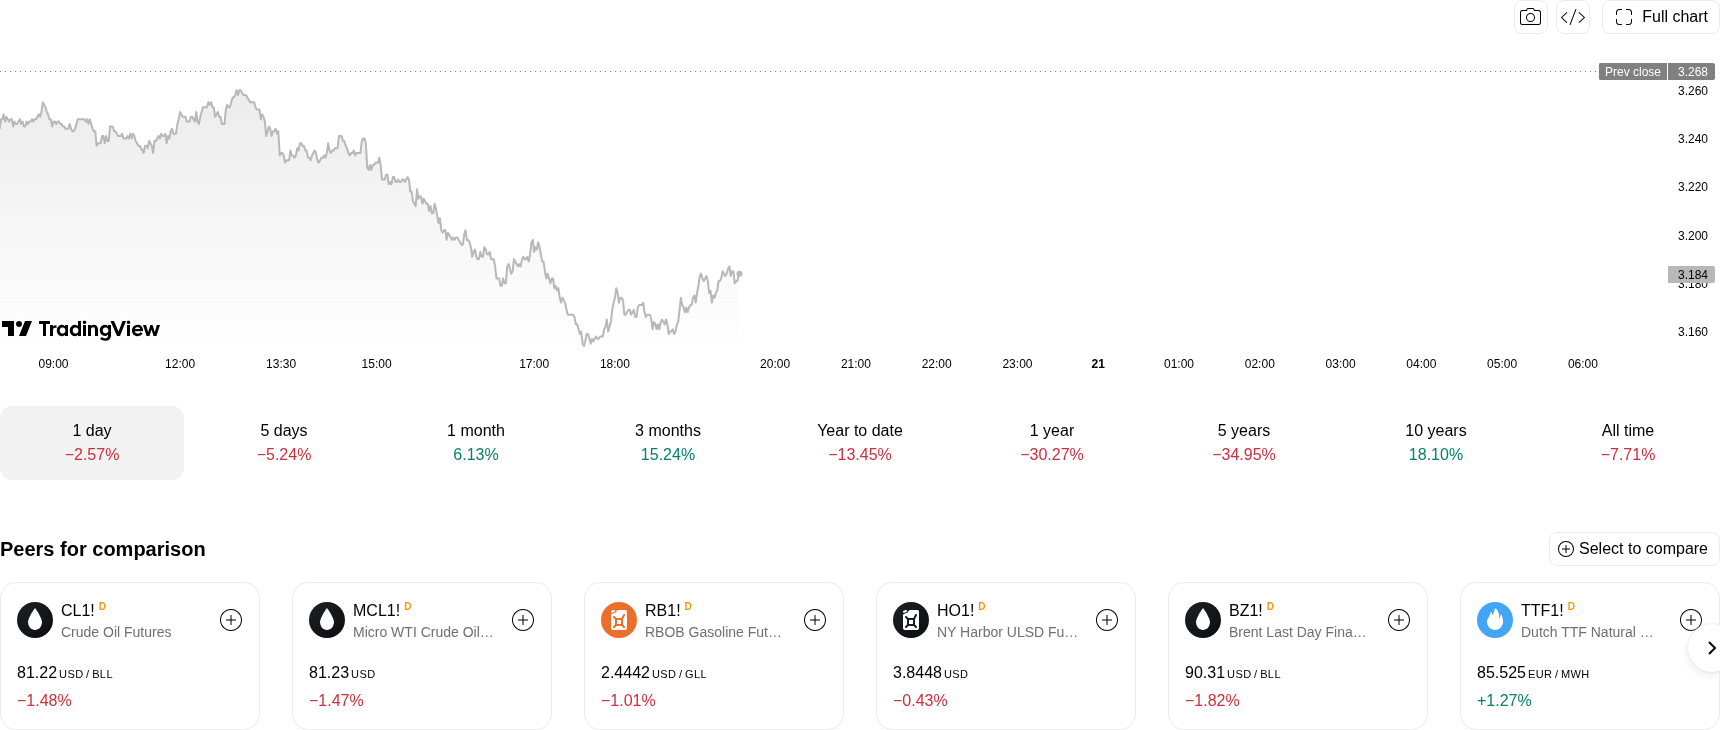 Full chart
Prev close 3.268
3.260
3.240
3.220
3.200
3.184
3.180
3.160
TradingView
09:00 12:00 13:30 15:00 17:00 18:00 20:00 21:00 22:00 23:00 21 01:00 02:00 03:00 04:00 05:00 06:00
1 day 5 days 1 month 3 months Year to date 1 year 5 years 10 years All time
−2.57% −5.24% 6.13% 15.24% −13.45% −30.27% −34.95% 18.10% −7.71%
Peers for comparison
Select to compare
CL1! D
Crude Oil Futures
81.22 USD / BLL
−1.48%
MCL1! D
Micro WTI Crude Oil…
81.23 USD
−1.47%
RB1! D
RBOB Gasoline Fut…
2.4442 USD / GLL
−1.01%
HO1! D
NY Harbor ULSD Fu…
3.8448 USD
−0.43%
BZ1! D
Brent Last Day Fina…
90.31 USD / BLL
−1.82%
TTF1! D
Dutch TTF Natural …
85.525 EUR / MWH
+1.27%